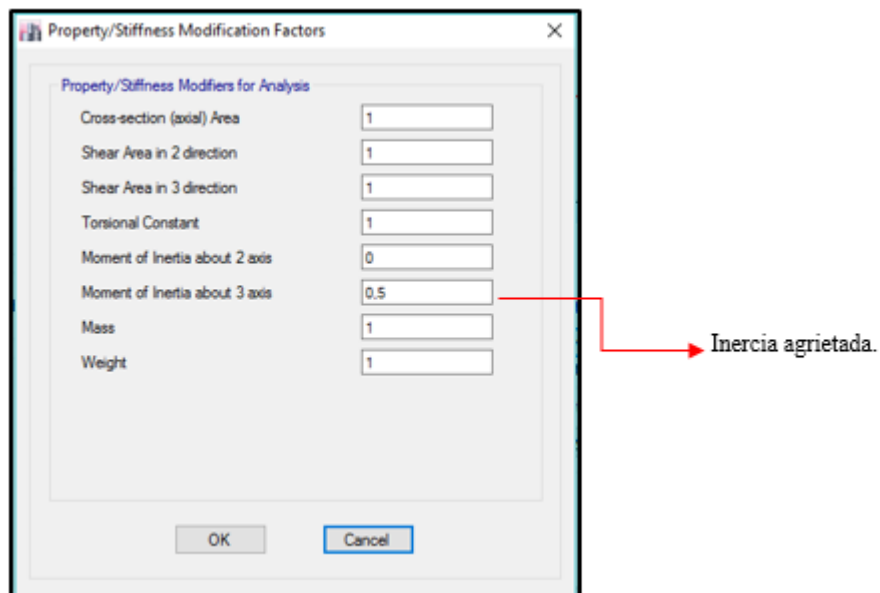 Property/Stiffness Modification Factors
Property/Stiffness Modifiers for Analysis
Cross-section (axial) Area 1
Shear Area in 2 direction 1
Shear Area in 3 direction 1
Torsional Constant 1
Moment of Inertia about 2 axis 0
Moment of Inertia about 3 axis 0,5
Mass 1
Weight 1
Inercia agrietada.
OK Cancel